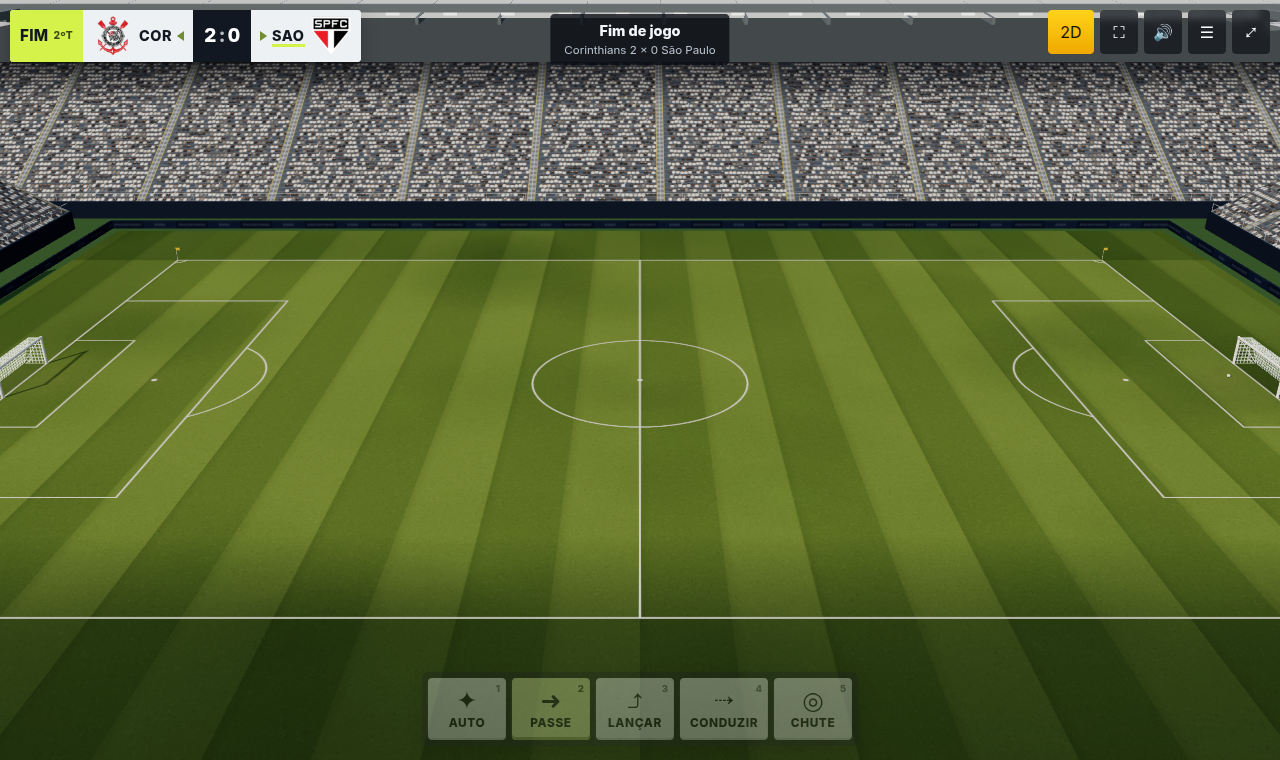 FIM 2ºT
COR
2:0
SAO
SPFC
Fim de jogo
Corinthians 2 × 0 São Paulo
2D
1
AUTO
2
PASSE
3
LANÇAR
4
CONDUZIR
5
CHUTE